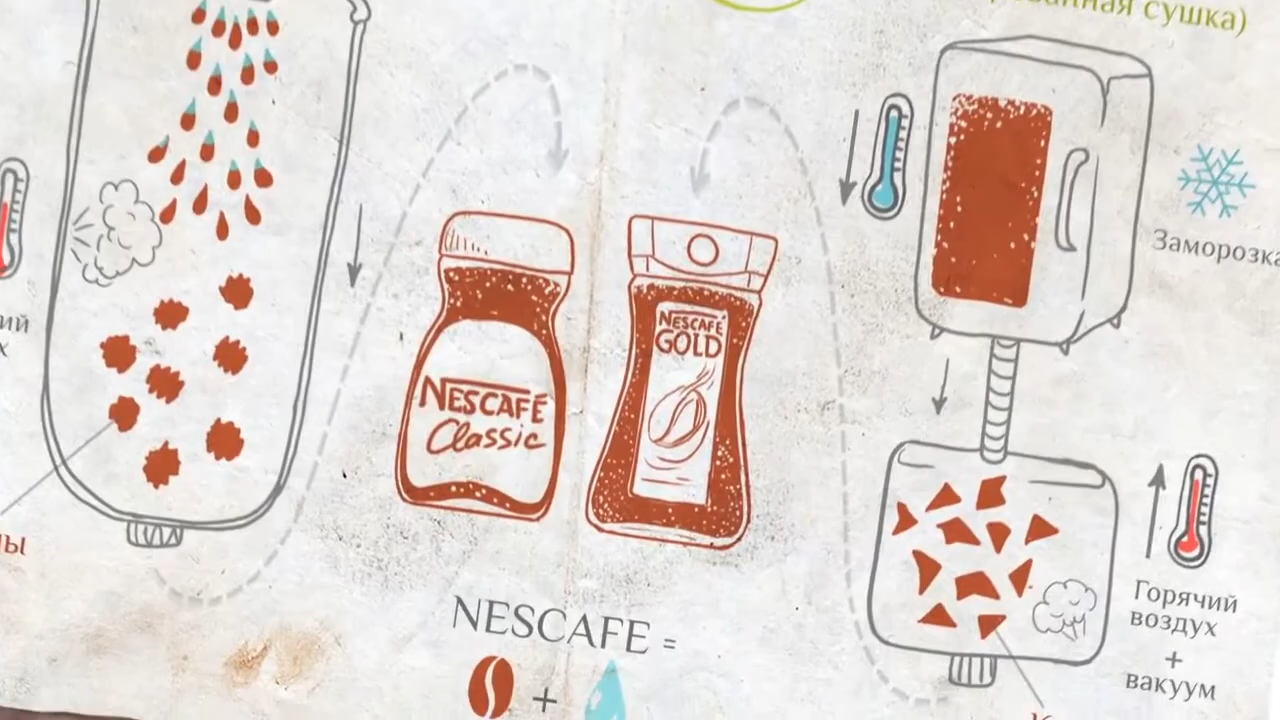 сушка)
Заморозка
NESCAFÉ
Classic
NESCAFÉ
GOLD
Горячий
воздух
+
вакуум
NESCAFE =
+